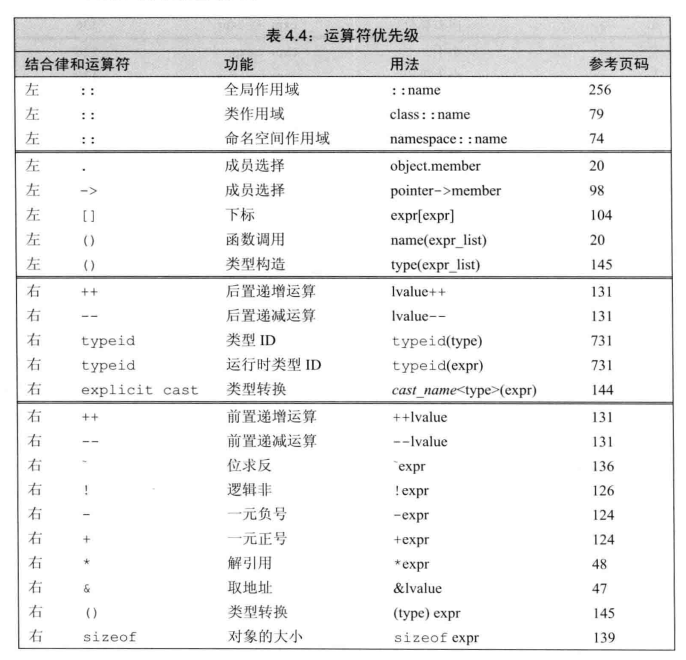 表 4.4：运算符优先级
结合律和运算符 功能 用法 参考页码
左 :: 全局作用域 ::name 256
左 :: 类作用域 class::name 79
左 :: 命名空间作用域 namespace::name 74
左 . 成员选择 object.member 20
左 -> 成员选择 pointer->member 98
左 [] 下标 expr[expr] 104
左 () 函数调用 name(expr_list) 20
左 () 类型构造 type(expr_list) 145
右 ++ 后置递增运算 lvalue++ 131
右 -- 后置递减运算 lvalue-- 131
右 typeid 类型 ID typeid(type) 731
右 typeid 运行时类型 ID typeid(expr) 731
右 explicit cast 类型转换 cast_name<type>(expr) 144
右 ++ 前置递增运算 ++lvalue 131
右 -- 前置递减运算 --lvalue 131
右 ~ 位求反 ~expr 136
右 ! 逻辑非 !expr 126
右 - 一元负号 -expr 124
右 + 一元正号 +expr 124
右 * 解引用 *expr 48
右 & 取地址 &lvalue 47
右 () 类型转换 (type) expr 145
右 sizeof 对象的大小 sizeof expr 139